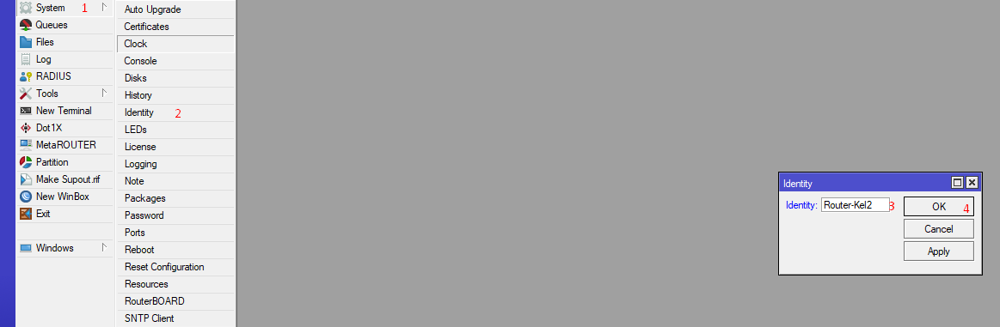 System 1
Queues
Files
Log
RADIUS
Tools
New Terminal
Dot1X
MetaROUTER
Partition
Make Supout.rif
New WinBox
Exit
Windows
Auto Upgrade
Certificates
Clock
Console
Disks
History
Identity 2
LEDs
License
Logging
Note
Packages
Password
Ports
Reboot
Reset Configuration
Resources
RouterBOARD
SNTP Client
Identity
Identity: Router-Kel2 3
OK 4
Cancel
Apply